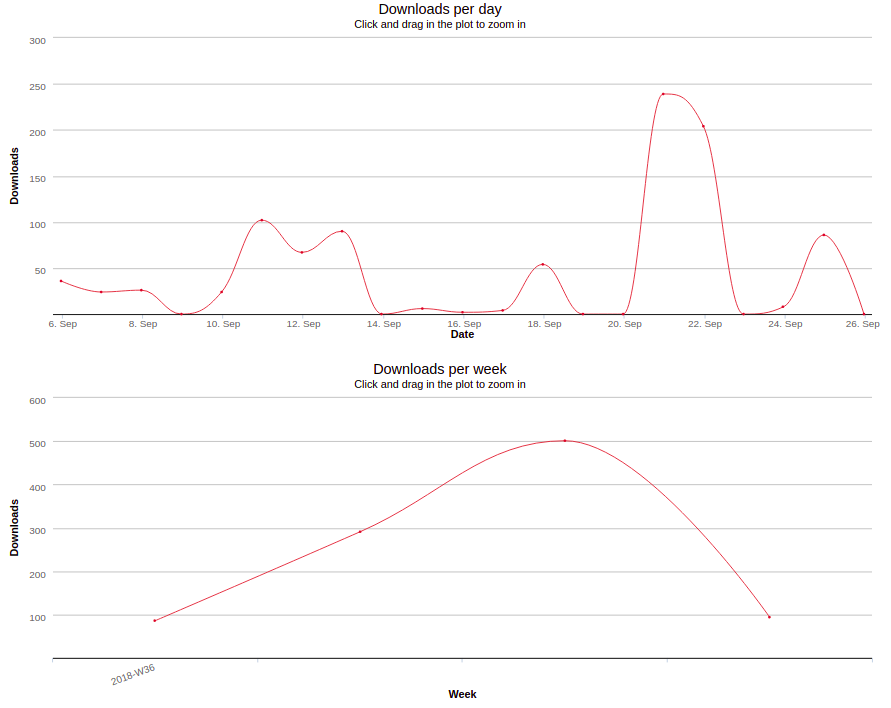 Downloads per day
Click and drag in the plot to zoom in
300
250
200
150
100
50
Downloads
6. Sep 8. Sep 10. Sep 12. Sep 14. Sep 16. Sep 18. Sep 20. Sep 22. Sep 24. Sep 26. Sep
Date
Downloads per week
Click and drag in the plot to zoom in
600
500
400
300
200
100
Downloads
2018-W36
Week